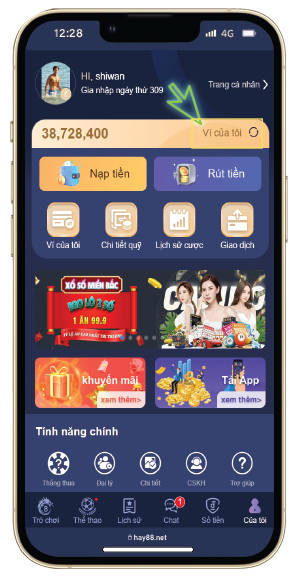 12:28
4G
Hi, shiwan
Gia nhập ngày thứ 309
Trang cá nhân
38,728,400
Ví của tôi
Nạp tiền
Rút tiền
Ví của tôi
Chi tiết quỹ
Lịch sử cược
Giao dịch
XỔ SỐ MIỀN BẮC
BAO LÔ 2 SỐ
1 ĂN 99.9
khuyến mãi
xem thêm>
Tải App
xem thêm>
Tính năng chính
Thắng thua
Đại lý
Chi tiết
CSKH
Trợ giúp
1
Trò chơi
Thể thao
Lịch sử
Chat
Số tiền
Của tôi
hay88.net